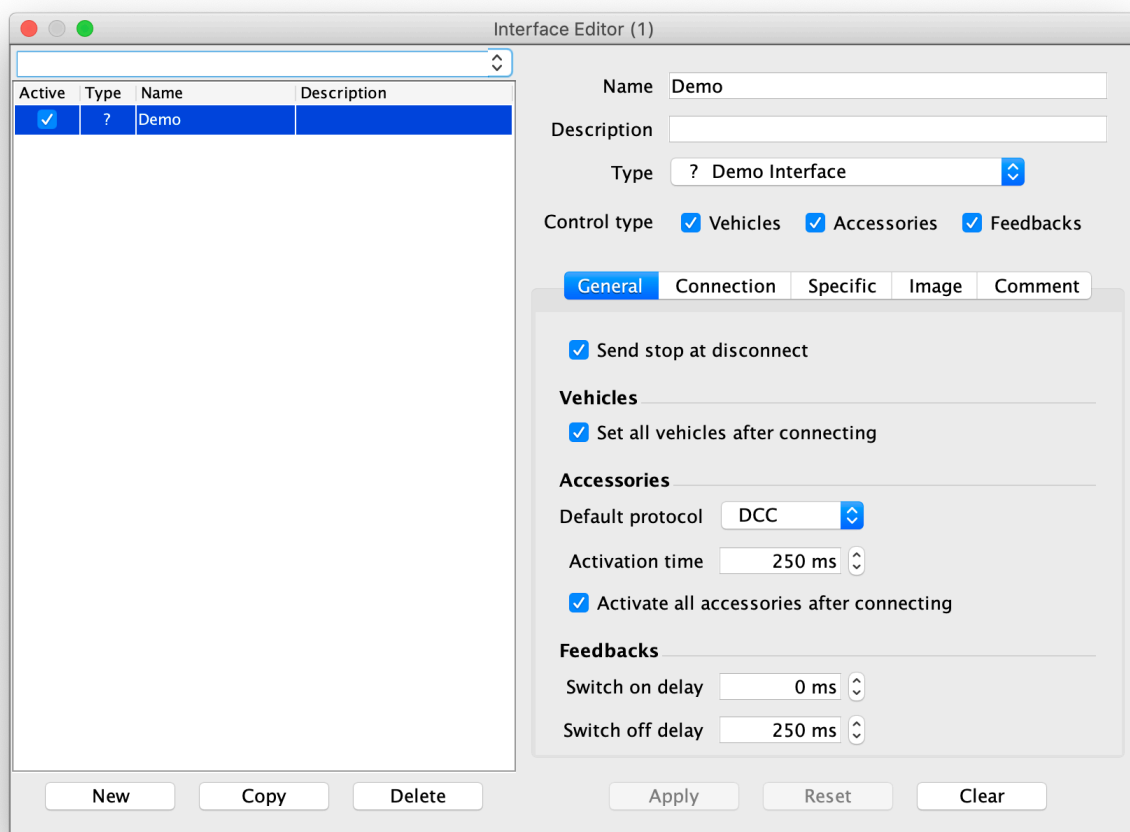 Interface Editor (1)
Active Type Name Description
? Demo
Name Demo
Description
Type ? Demo Interface
Control type Vehicles Accessories Feedbacks
General Connection Specific Image Comment
Send stop at disconnect
Vehicles
Set all vehicles after connecting
Accessories
Default protocol DCC
Activation time 250 ms
Activate all accessories after connecting
Feedbacks
Switch on delay 0 ms
Switch off delay 250 ms
New Copy Delete Apply Reset Clear